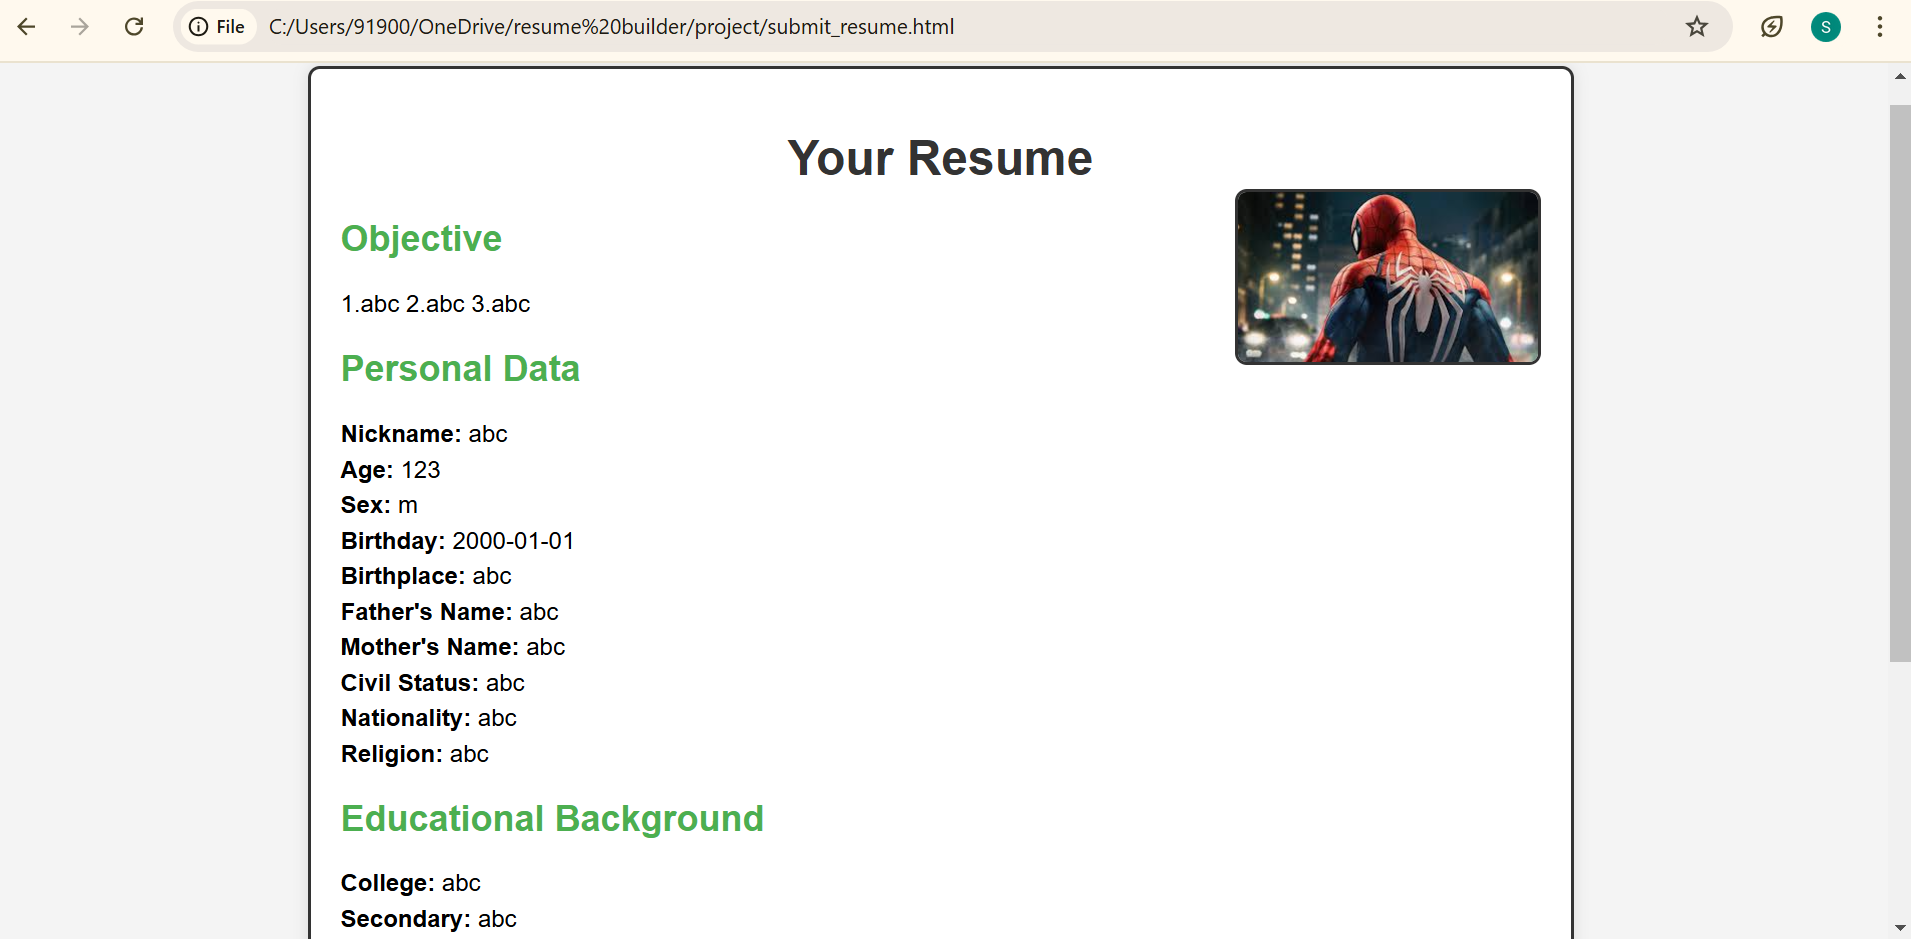 File C:/Users/91900/OneDrive/resume%20builder/project/submit_resume.html S
Your Resume
Objective
1.abc 2.abc 3.abc
Personal Data
Nickname: abc
Age: 123
Sex: m
Birthday: 2000-01-01
Birthplace: abc
Father's Name: abc
Mother's Name: abc
Civil Status: abc
Nationality: abc
Religion: abc
Educational Background
College: abc
Secondary: abc